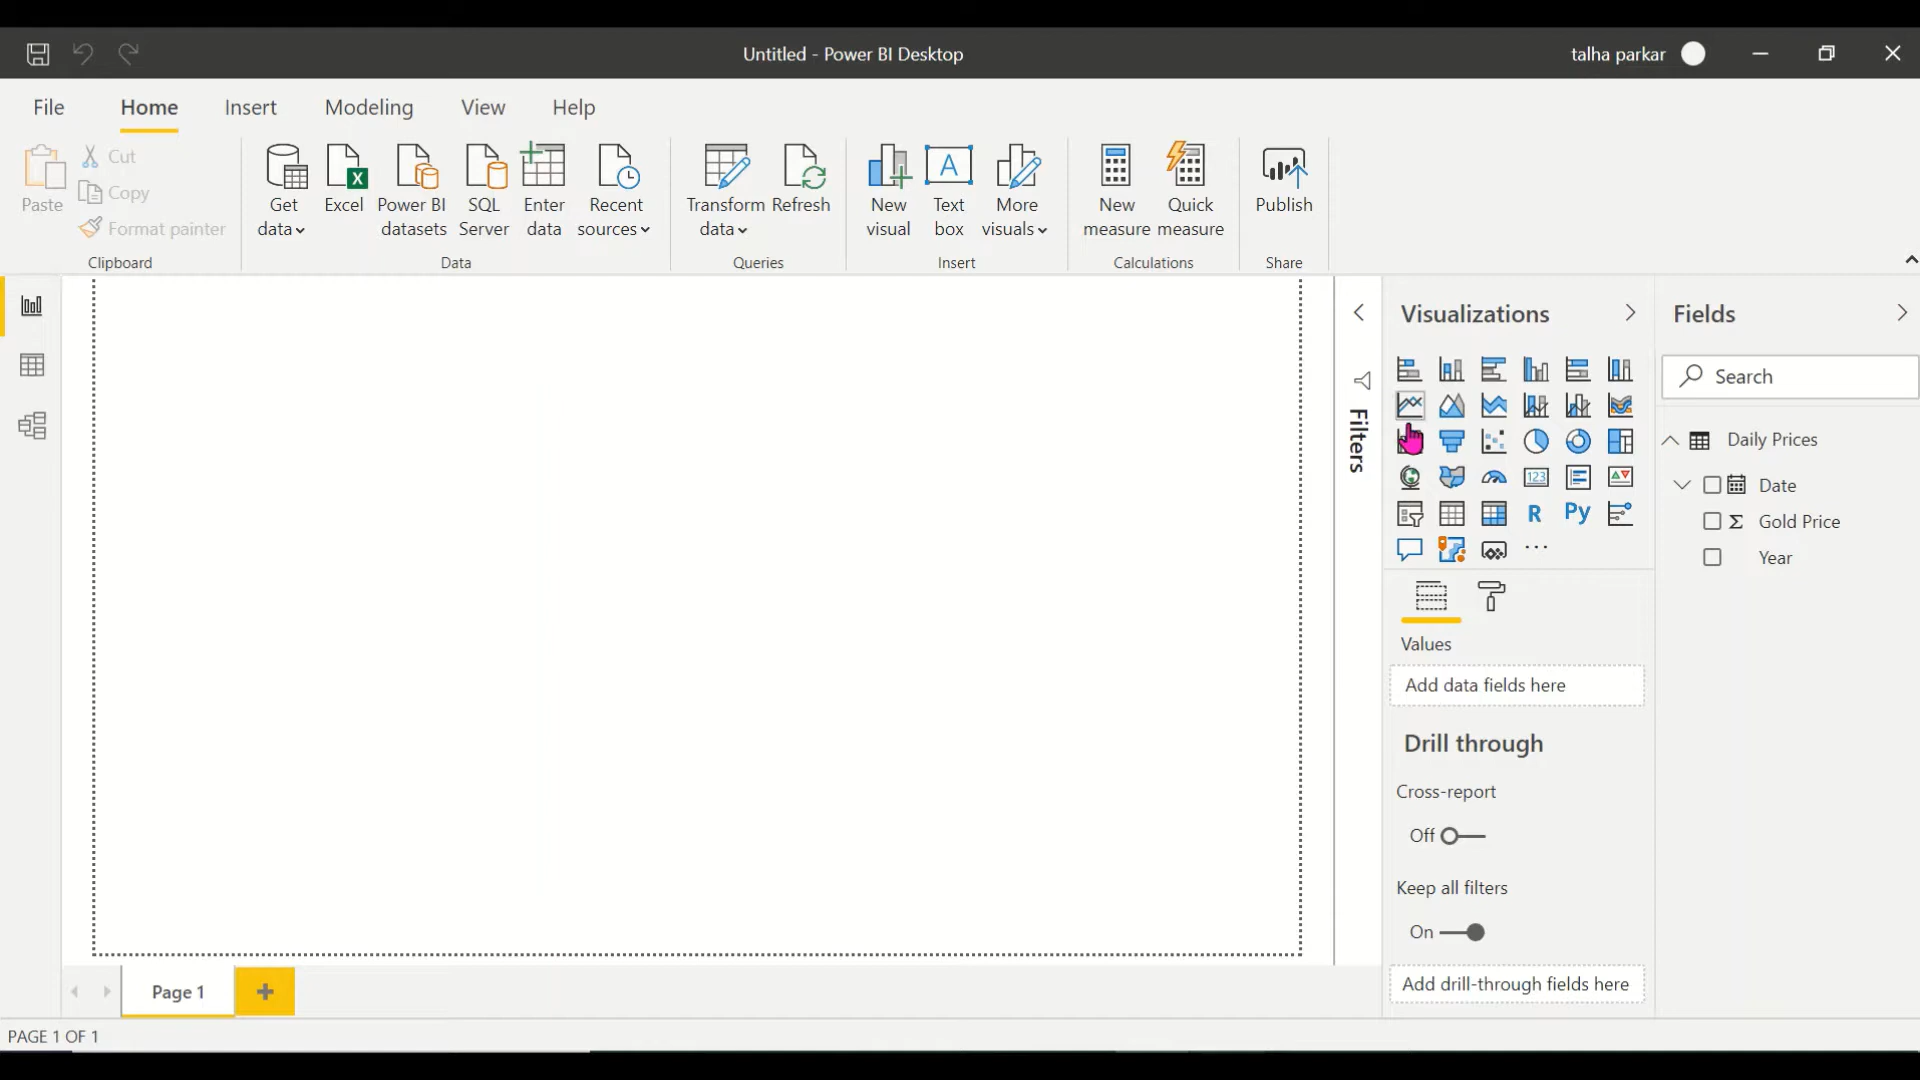 Untitled - Power BI Desktop
talha parkar
File
Home
Insert
Modeling
View
Help
Paste
Cut
Copy
Format painter
Clipboard
Get
data
Excel
Power BI
datasets
SQL
Server
Enter
data
Recent
sources
Data
Transform
data
Refresh
Queries
New
visual
A
Text
box
More
visuals
Insert
New
measure
Quick
measure
Calculations
Publish
Share
Filters
Visualizations
123
R
Py
...
Values
Add data fields here
Drill through
Cross-report
Off
Keep all filters
On
Add drill-through fields here
Fields
Search
Daily Prices
Date
Σ Gold Price
Year
Page 1
PAGE 1 OF 1